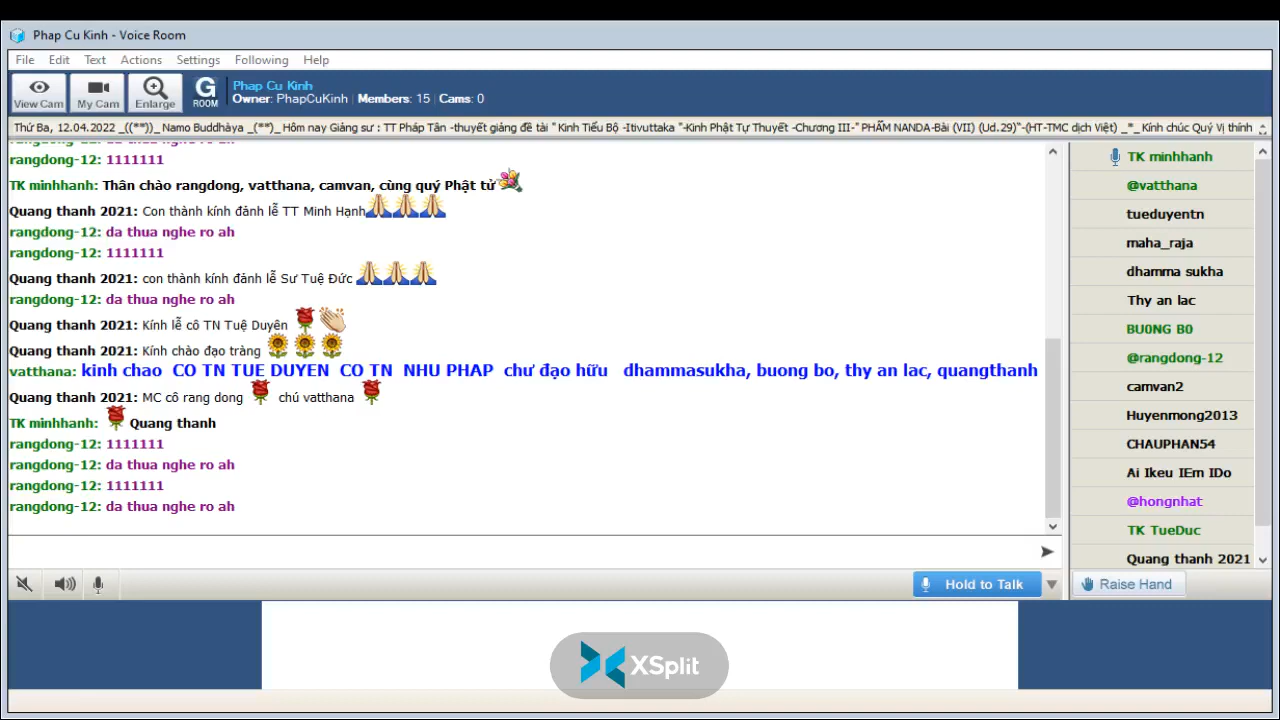 Phap Cu Kinh - Voice Room
File Edit Text Actions Settings Following Help
View Cam
My Cam
Enlarge
G ROOM
Phap Cu Kinh
Owner: PhapCuKinh | Members: 15 | Cams: 0
Thứ Ba, 12.04.2022 _((**))_ Namo Buddhàya _(**)_ Hôm nay Giảng sư : TT Pháp Tân -thuyết giảng đề tài " Kinh Tiểu Bộ -Itivuttaka "-Kinh Phật Tự Thuyết -Chương III-" PHẨM NANDA-Bài (VII) (Ud.29)"-(HT-TMC dịch Việt) _*_ Kính chúc Quý Vị thính
rangdong-12: da thua nghe ro ah
rangdong-12: 1111111
TK minhhanh: Thân chào rangdong, vatthana, camvan, cùng quý Phật tử
Quang thanh 2021: Con thành kính đảnh lễ TT Minh Hạnh
rangdong-12: da thua nghe ro ah
rangdong-12: 1111111
Quang thanh 2021: con thành kính đảnh lễ Sư Tuệ Đức
rangdong-12: da thua nghe ro ah
Quang thanh 2021: Kính lễ cô TN Tuệ Duyên
Quang thanh 2021: Kính chào đạo tràng
vatthana: kinh chao CO TN TUE DUYEN CO TN NHU PHAP chư đạo hữu dhammasukha, buong bo, thy an lac, quangthanh
Quang thanh 2021: MC cô rang dong chú vatthana
TK minhhanh: Quang thanh
rangdong-12: 1111111
rangdong-12: da thua nghe ro ah
rangdong-12: 1111111
rangdong-12: da thua nghe ro ah
TK minhhanh
@vatthana
tueduyentn
maha_raja
dhamma sukha
Thy an lac
BU0NG B0
@rangdong-12
camvan2
Huyenmong2013
CHAUPHAN54
Ai Ikeu IEm IDo
@hongnhat
TK TueDuc
Quang thanh 2021
Hold to Talk
Raise Hand
XSplit